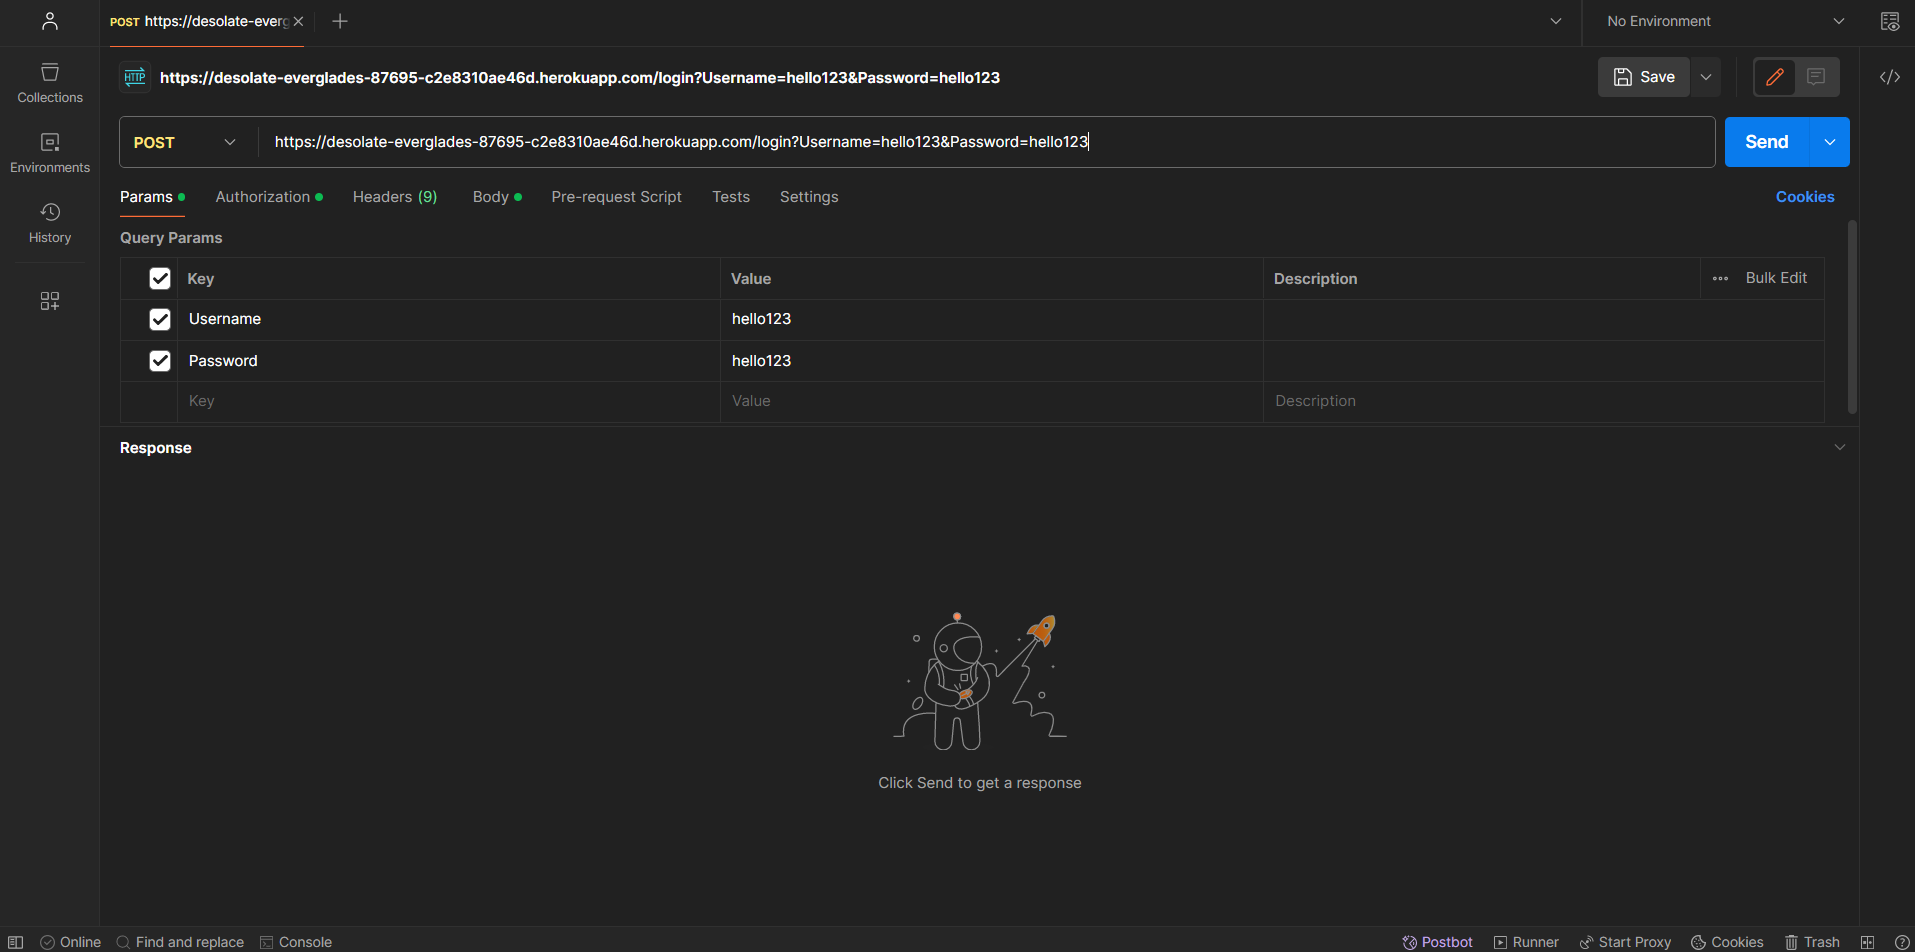 POST https://desolate-everg
No Environment
Collections
Environments
History
HTTP https://desolate-everglades-87695-c2e8310ae46d.herokuapp.com/login?Username=hello123&Password=hello123
Save
POST https://desolate-everglades-87695-c2e8310ae46d.herokuapp.com/login?Username=hello123&Password=hello123
Send
Params Authorization Headers (9) Body Pre-request Script Tests Settings Cookies
Query Params
Key Value Description Bulk Edit
Username hello123
Password hello123
Key Value Description
Response
Click Send to get a response
Online Find and replace Console Postbot Runner Start Proxy Cookies Trash